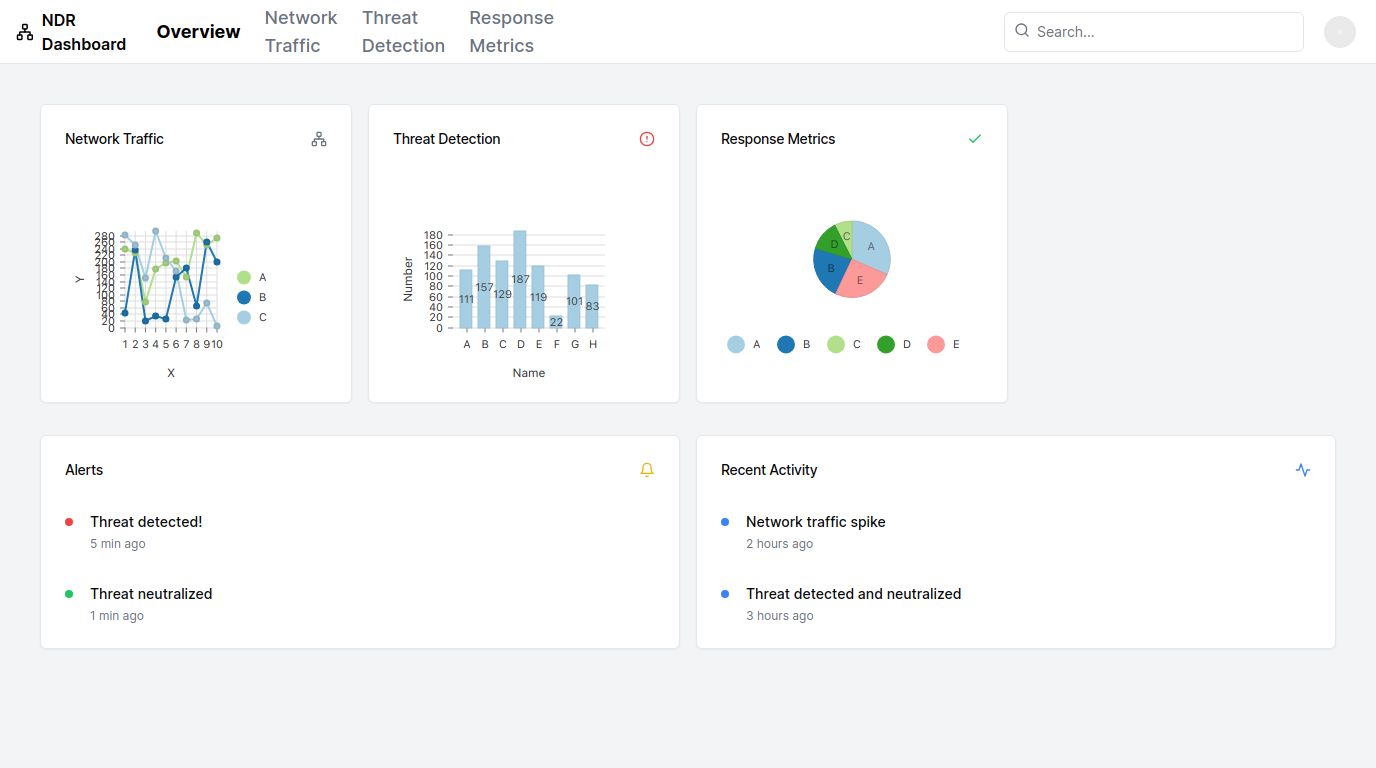 NDR
Dashboard
Overview
Network
Traffic
Threat
Detection
Response
Metrics
Search...
Network Traffic
280
260
240
220
200
180
160
140
120
100
80
60
40
20
0
Y
1 2 3 4 5 6 7 8 9 10
X
A
B
C
Threat Detection
180
160
140
120
100
80
60
40
20
0
Number
111 157 129 187 119 22 101 83
A B C D E F G H
Name
Response Metrics
C
D A
B E
A B C D E
Alerts
Threat detected!
5 min ago
Threat neutralized
1 min ago
Recent Activity
Network traffic spike
2 hours ago
Threat detected and neutralized
3 hours ago